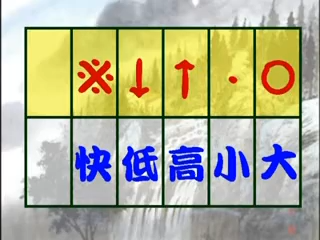 ※ ↓ ↑ · ○
快 低 高 小 大